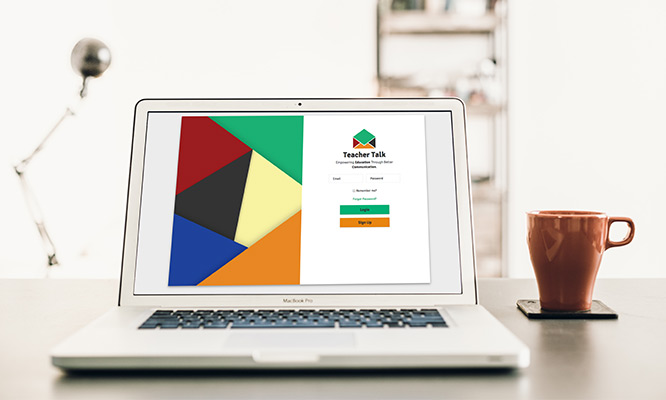 Teacher Talk
Empowering Education Through Better
Communication.
Email Password
Remember me?
Forgot Password?
Login
Sign Up
MacBook Pro